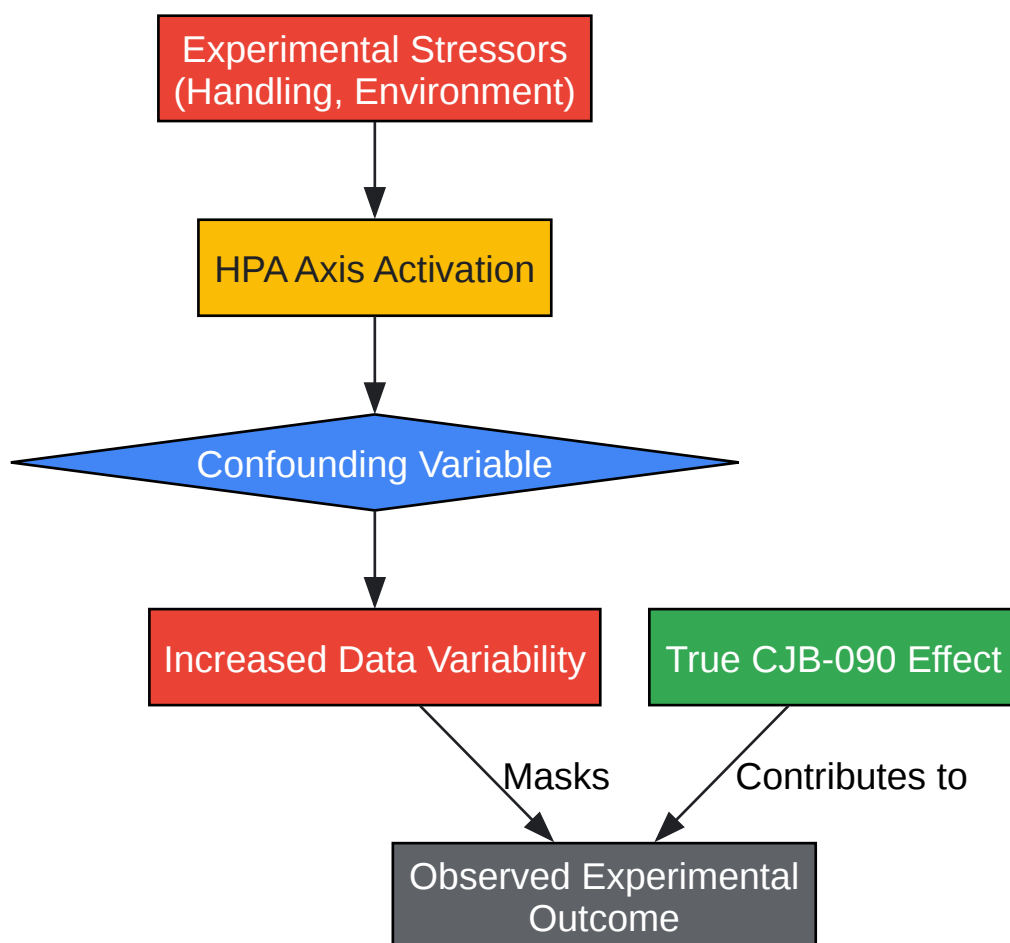 Experimental Stressors
(Handling, Environment)
HPA Axis Activation
Confounding Variable
Increased Data Variability
True CJB-090 Effect
Masks
Contributes to
Observed Experimental
Outcome